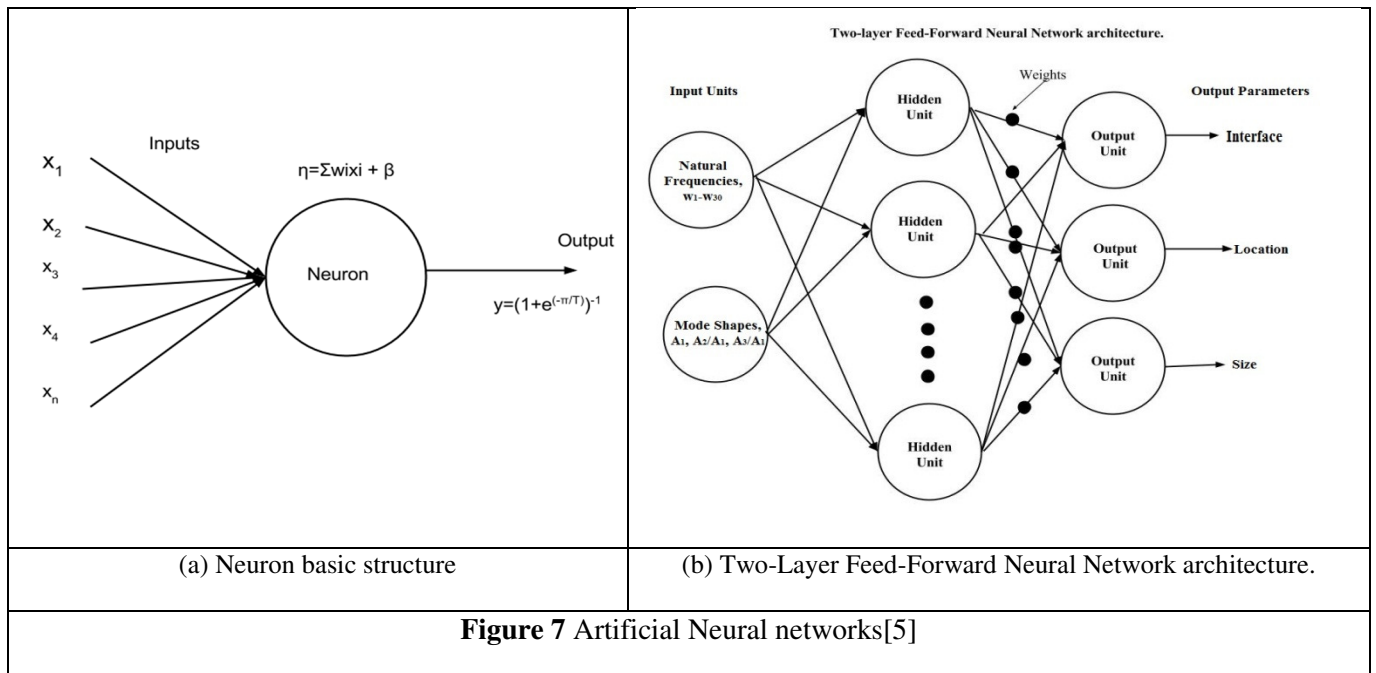 Inputs
η=Σwixi + β
x1
x2
x3
x4
xn
Neuron
Output
y=(1+e^(-π/T))^-1
Two-layer Feed-Forward Neural Network architecture.
Weights
Input Units
Output Parameters
Hidden
Unit
Natural
Frequencies,
W1-W30
Hidden
Unit
Mode Shapes,
A1, A2/A1, A3/A1
Hidden
Unit
Output
Unit
Interface
Output
Unit
Location
Output
Unit
Size
(a) Neuron basic structure
(b) Two-Layer Feed-Forward Neural Network architecture.
Figure 7 Artificial Neural networks[5]